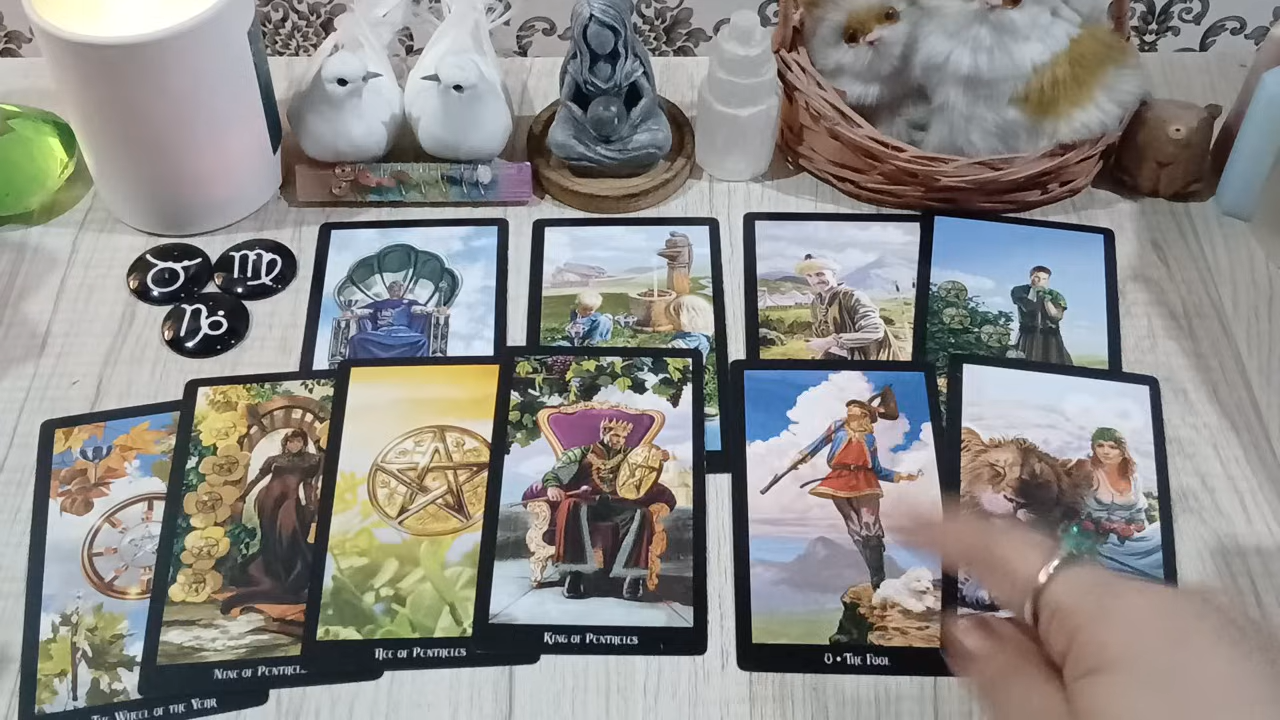 The Wheel of the Year
Nine of Pentacles
Ace of Pentacles
King of Pentacles
0 • The Fool